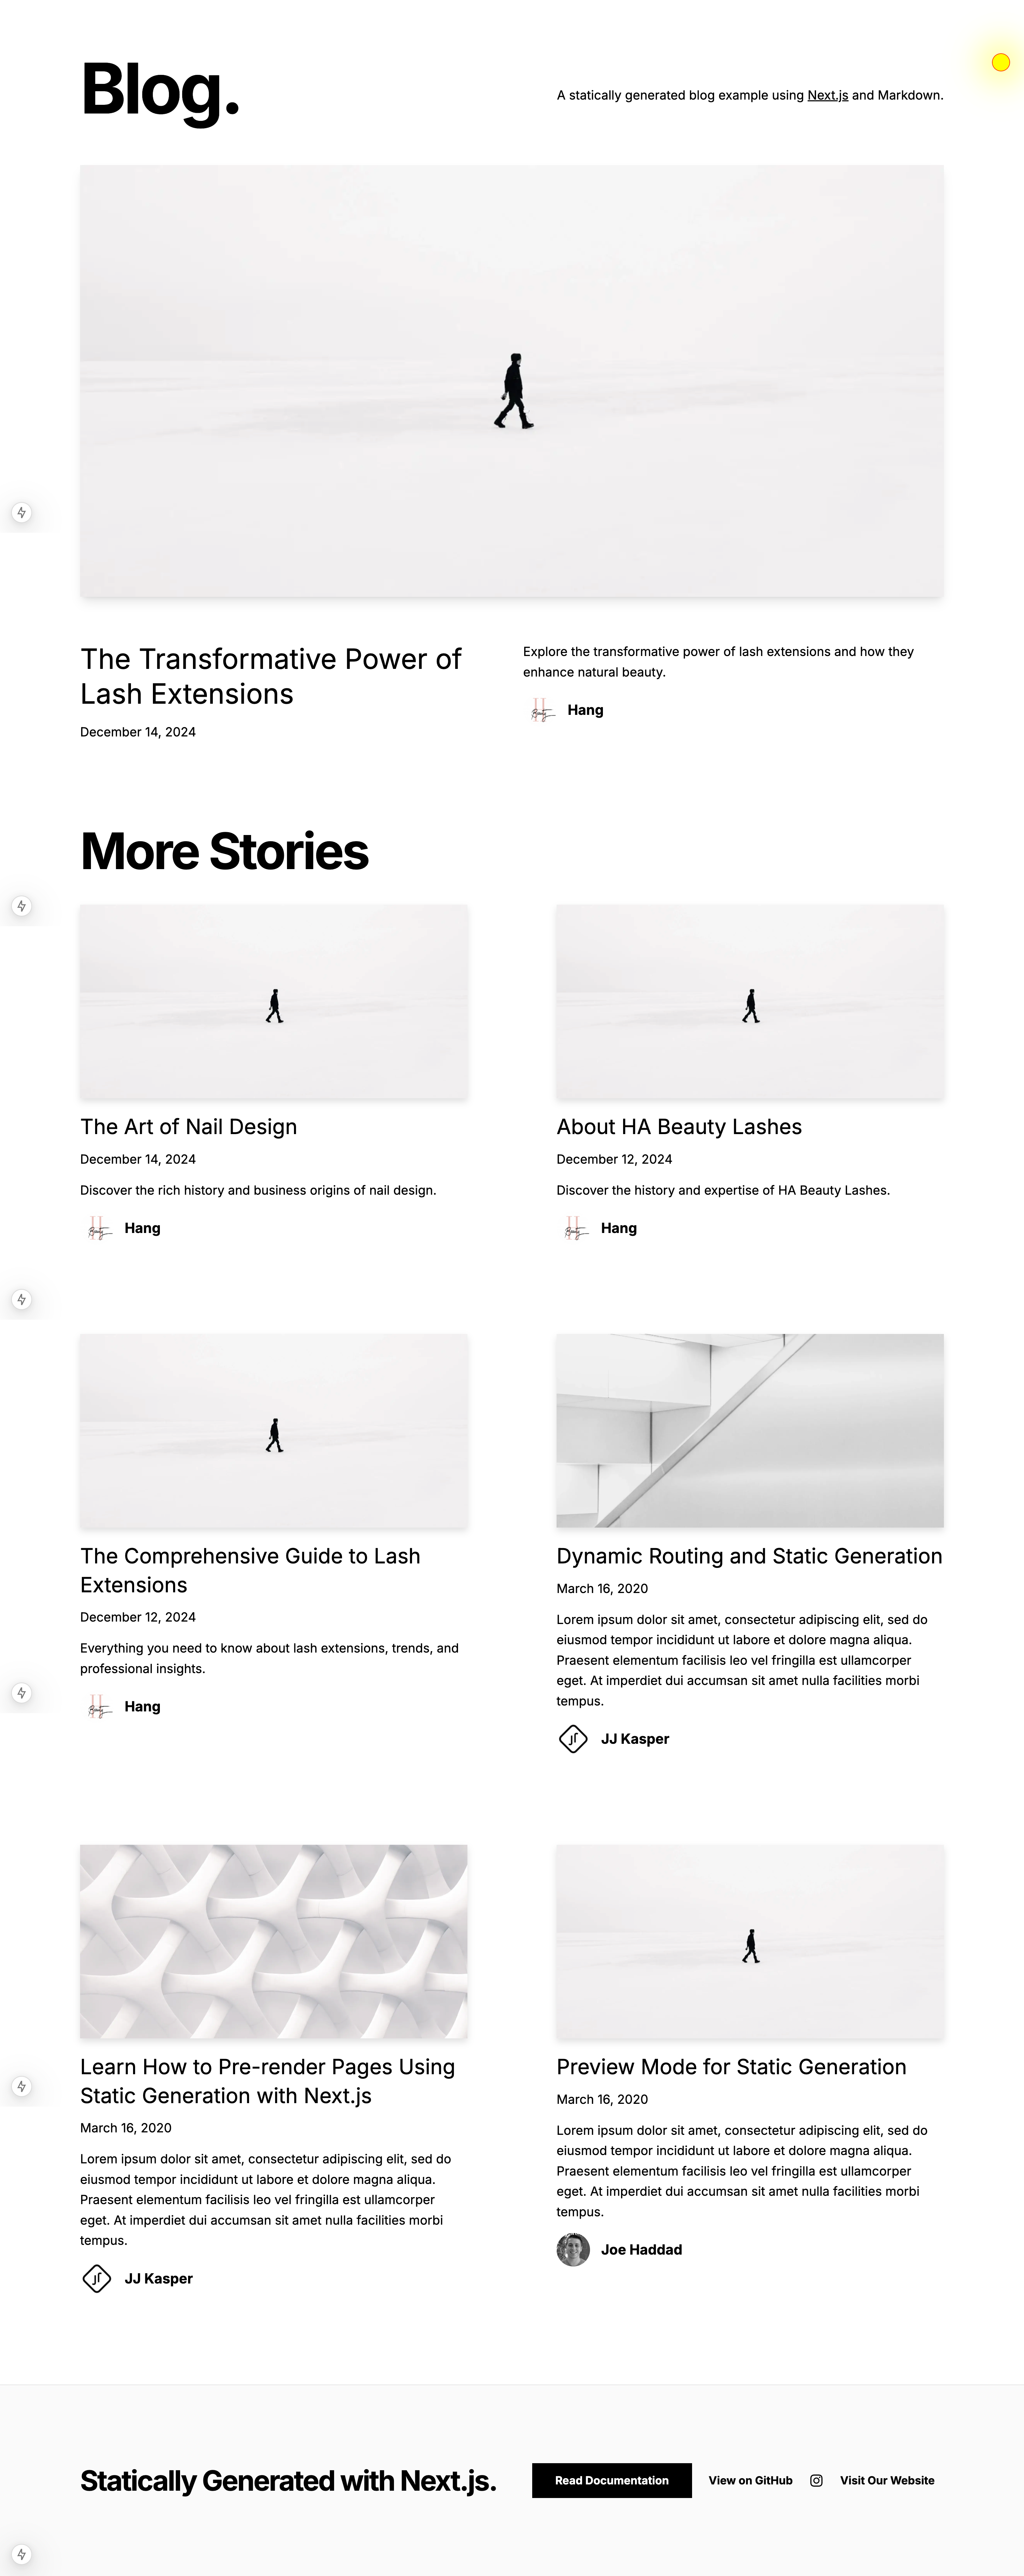 Blog.
A statically generated blog example using Next.js and Markdown.
The Transformative Power of
Lash Extensions
December 14, 2024
Explore the transformative power of lash extensions and how they
enhance natural beauty.
Beauty
Hang
More Stories
The Art of Nail Design
December 14, 2024
Discover the rich history and business origins of nail design.
Beauty
Hang
About HA Beauty Lashes
December 12, 2024
Discover the history and expertise of HA Beauty Lashes.
Beauty
Hang
The Comprehensive Guide to Lash
Extensions
December 12, 2024
Everything you need to know about lash extensions, trends, and
professional insights.
Beauty
Hang
Dynamic Routing and Static Generation
March 16, 2020
Lorem ipsum dolor sit amet, consectetur adipiscing elit, sed do
eiusmod tempor incididunt ut labore et dolore magna aliqua.
Praesent elementum facilisis leo vel fringilla est ullamcorper
eget. At imperdiet dui accumsan sit amet nulla facilities morbi
tempus.
JJ Kasper
Learn How to Pre-render Pages Using
Static Generation with Next.js
March 16, 2020
Lorem ipsum dolor sit amet, consectetur adipiscing elit, sed do
eiusmod tempor incididunt ut labore et dolore magna aliqua.
Praesent elementum facilisis leo vel fringilla est ullamcorper
eget. At imperdiet dui accumsan sit amet nulla facilities morbi
tempus.
JJ Kasper
Preview Mode for Static Generation
March 16, 2020
Lorem ipsum dolor sit amet, consectetur adipiscing elit, sed do
eiusmod tempor incididunt ut labore et dolore magna aliqua.
Praesent elementum facilisis leo vel fringilla est ullamcorper
eget. At imperdiet dui accumsan sit amet nulla facilities morbi
tempus.
Joe Haddad
Statically Generated with Next.js.
Read Documentation
View on GitHub
Visit Our Website